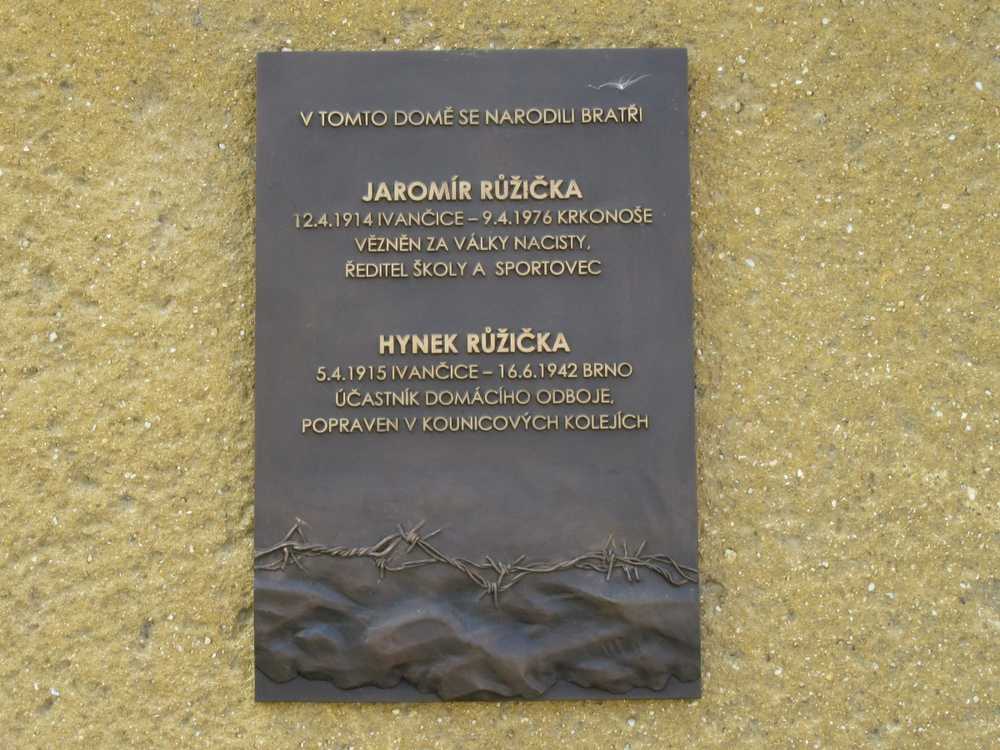 V TOMTO DOMĚ SE NARODILI BRATŘI
JAROMÍR RŮŽIČKA
12.4.1914 IVANČICE – 9.4.1976 KRKONOŠE
VĚZNĚN ZA VÁLKY NACISTY,
ŘEDITEL ŠKOLY A SPORTOVEC
HYNEK RŮŽIČKA
5.4.1915 IVANČICE – 16.6.1942 BRNO
ÚČASTNÍK DOMÁCÍHO ODBOJE,
POPRAVEN V KOUNICOVÝCH KOLEJÍCH